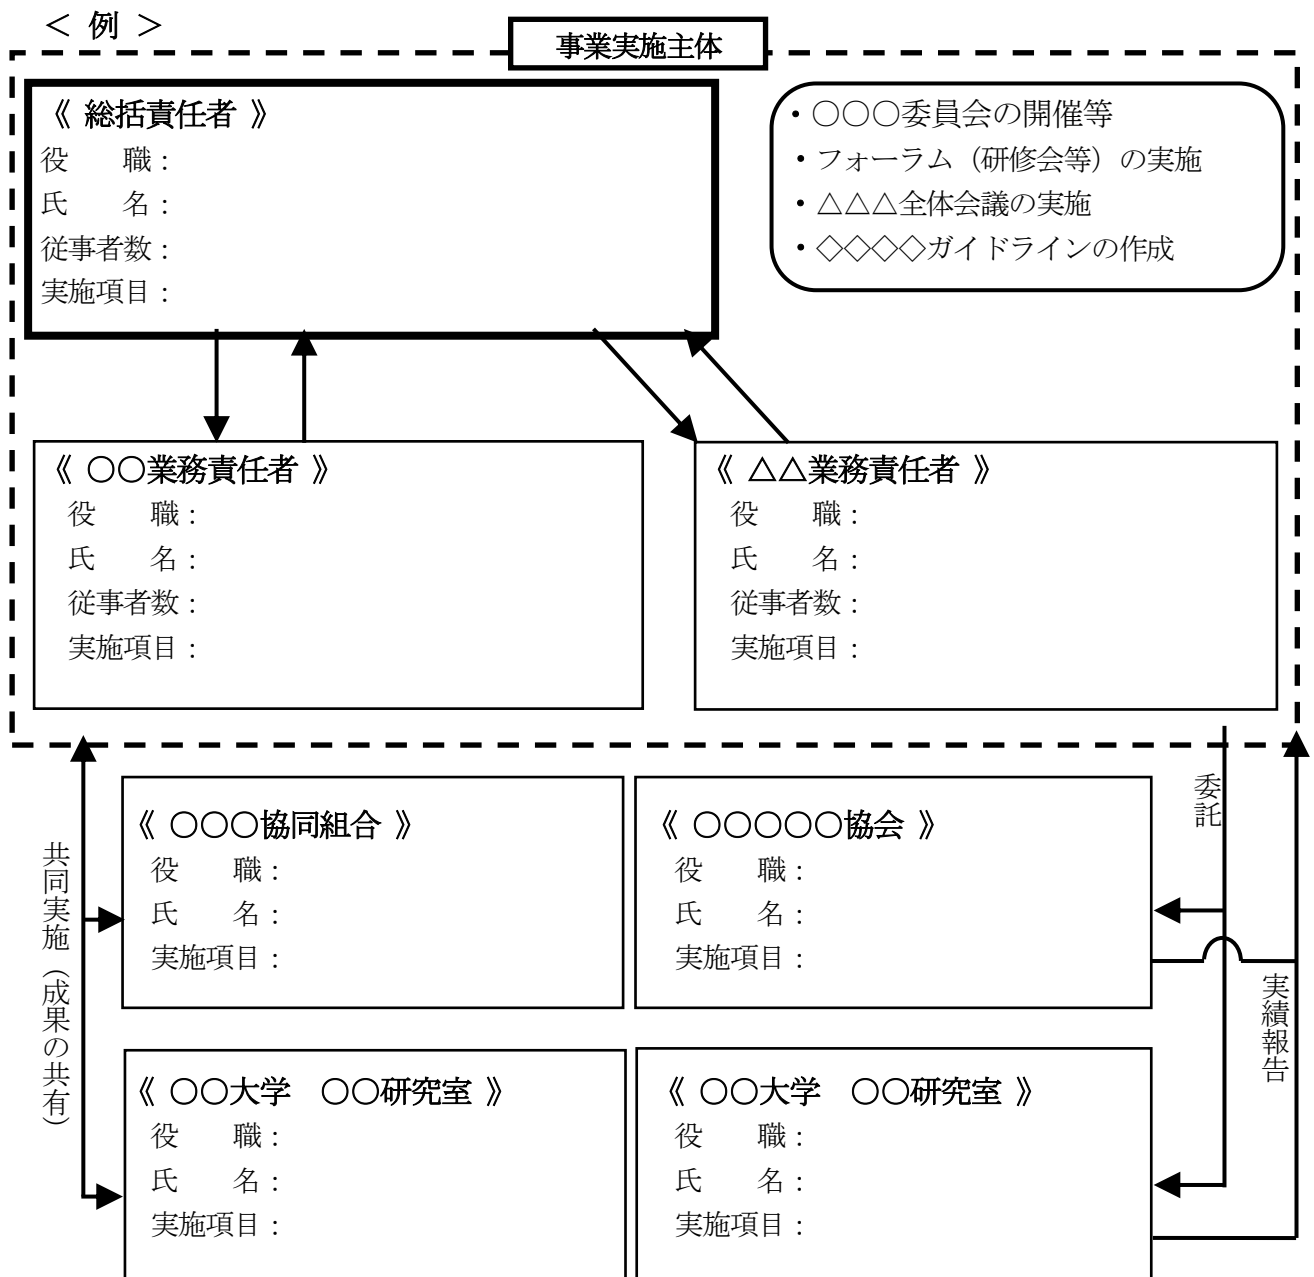 ＜ 例 ＞
事業実施主体
《 総括責任者 》
役　　職：
氏　　名：
従事者数：
実施項目：
・○○○委員会の開催等
・フォーラム（研修会等）の実施
・△△△全体会議の実施
・◇◇◇◇ガイドラインの作成
《 ○○業務責任者 》
役　　職：
氏　　名：
従事者数：
実施項目：
《 △△業務責任者 》
役　　職：
氏　　名：
従事者数：
実施項目：
共同実施（成果の共有）
《 ○○○協同組合 》
役　　職：
氏　　名：
実施項目：
《 ○○○○○協会 》
役　　職：
氏　　名：
実施項目：
委託
実績報告
《 ○○大学　○○研究室 》
役　　職：
氏　　名：
実施項目：
《 ○○大学　○○研究室 》
役　　職：
氏　　名：
実施項目：